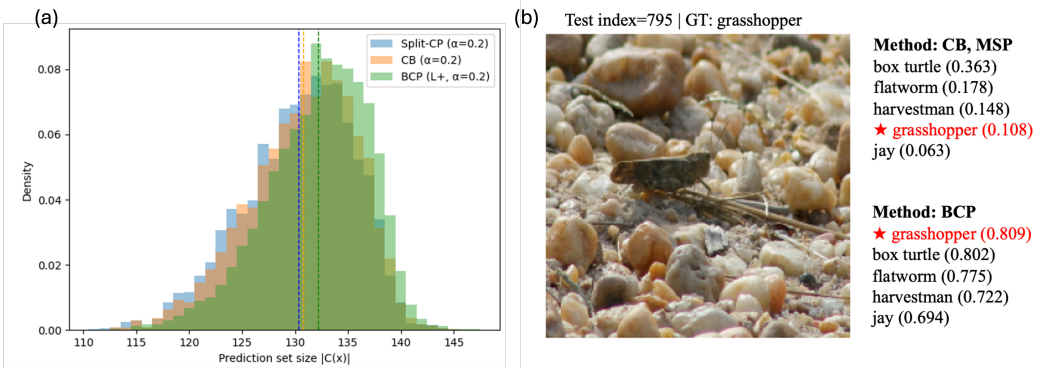 (a)
Density
0.08
0.06
0.04
0.02
0.00
110 115 120 125 130 135 140 145
Prediction set size |C(x)|
Split-CP (α=0.2)
CB (α=0.2)
BCP (L+, α=0.2)
(b)
Test index=795 | GT: grasshopper
Method: CB, MSP
box turtle (0.363)
flatworm (0.178)
harvestman (0.148)
★ grasshopper (0.108)
jay (0.063)
Method: BCP
★ grasshopper (0.809)
box turtle (0.802)
flatworm (0.775)
harvestman (0.722)
jay (0.694)